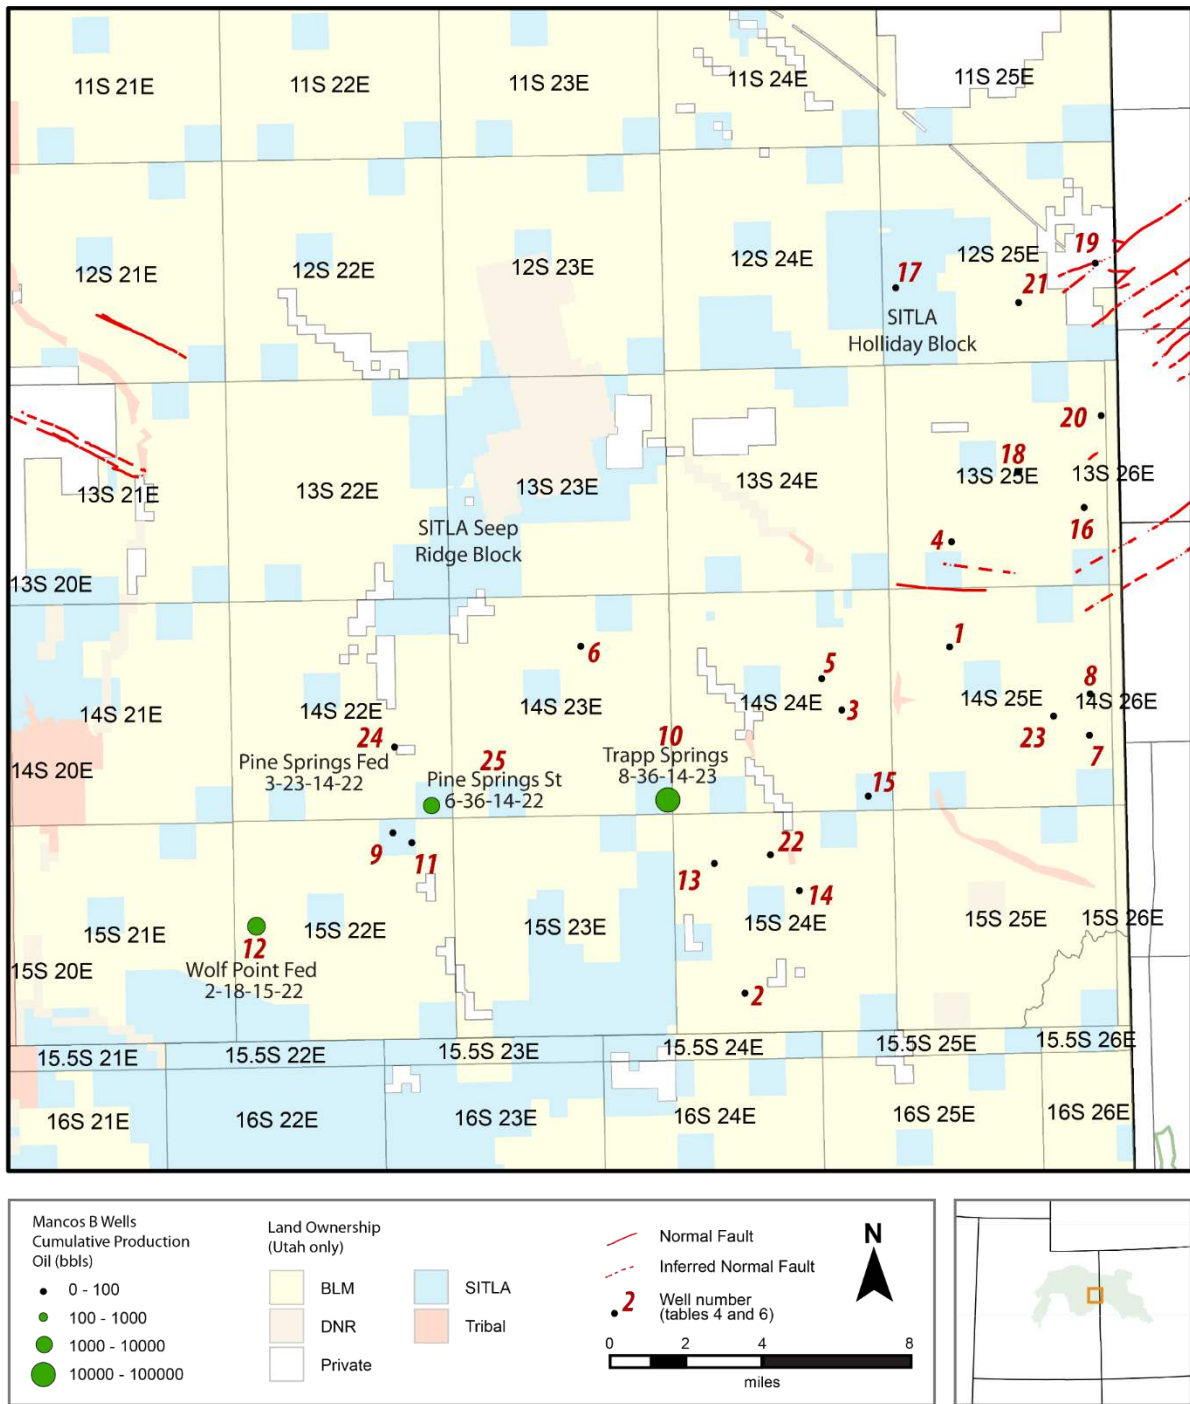 11S 21E
11S 22E
11S 23E
11S 24E
11S 25E
12S 21E
12S 22E
12S 23E
12S 24E
12S 25E
19
17
21
SITLA
Holliday Block
20
18
13S 21E
13S 22E
13S 23E
13S 24E
13S 25E
13S 26E
SITLA Seep
Ridge Block
16
4
13S 20E
1
6
5
8
14S 21E
14S 22E
14S 23E
14S 24E
14S 25E
14S 26E
3
24
25
10
23
7
Pine Springs Fed
3-23-14-22
Trapp Springs
8-36-14-23
14S 20E
Pine Springs St
6-36-14-22
15
9
11
22
13
14
15S 21E
15S 22E
15S 23E
15S 24E
15S 25E
15S 26E
12
Wolf Point Fed
2-18-15-22
15S 20E
2
15.5S 21E
15.5S 22E
15.5S 23E
15.5S 24E
15.5S 25E
15.5S 26E
16S 21E
16S 22E
16S 23E
16S 24E
16S 25E
16S 26E
Mancos B Wells
Cumulative Production
Oil (bbls)
0 - 100
100 - 1000
1000 - 10000
10000 - 100000
Land Ownership
(Utah only)
BLM
DNR
Private
SITLA
Tribal
Normal Fault
Inferred Normal Fault
2
Well number
(tables 4 and 6)
N
0 2 4 8
miles